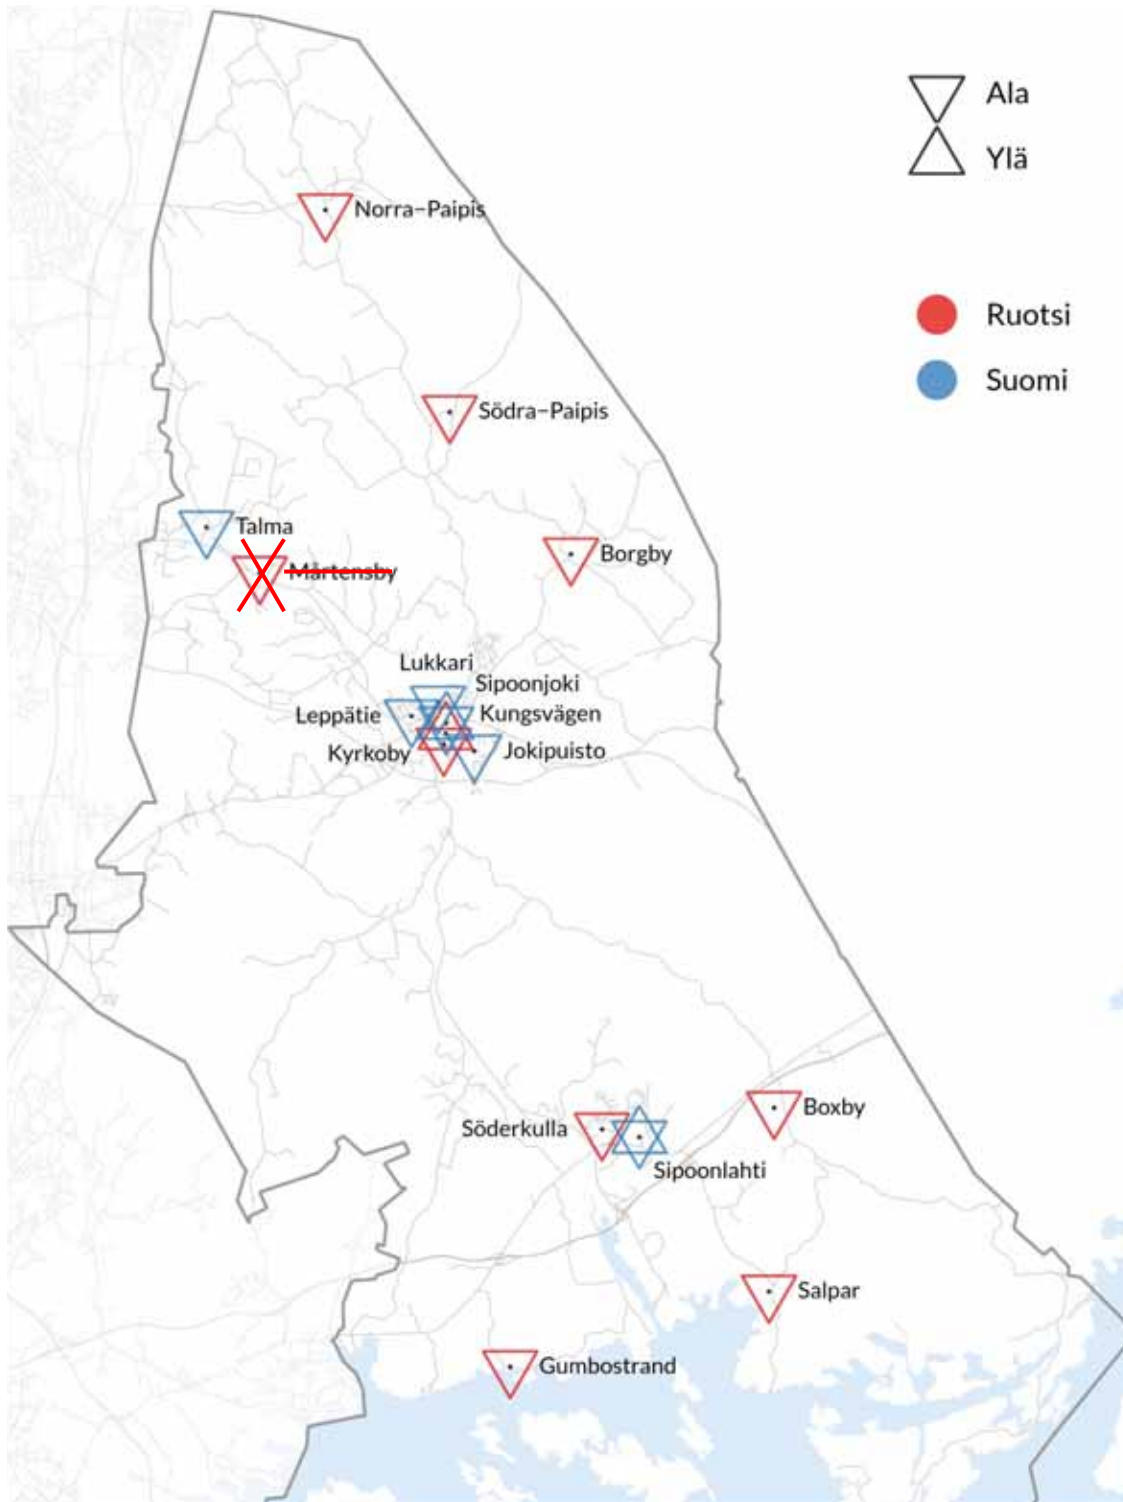 Ala
Ylä
Norra–Paipis
Ruotsi
Suomi
Södra–Paipis
Talma
Borgby
Mårtensby
Lukkari
Sipoonjoki
Leppätie
Kungsvägen
Kyrkoby
Jokipuisto
Boxby
Söderkulla
Sipoonlahti
Salpar
Gumbostrand